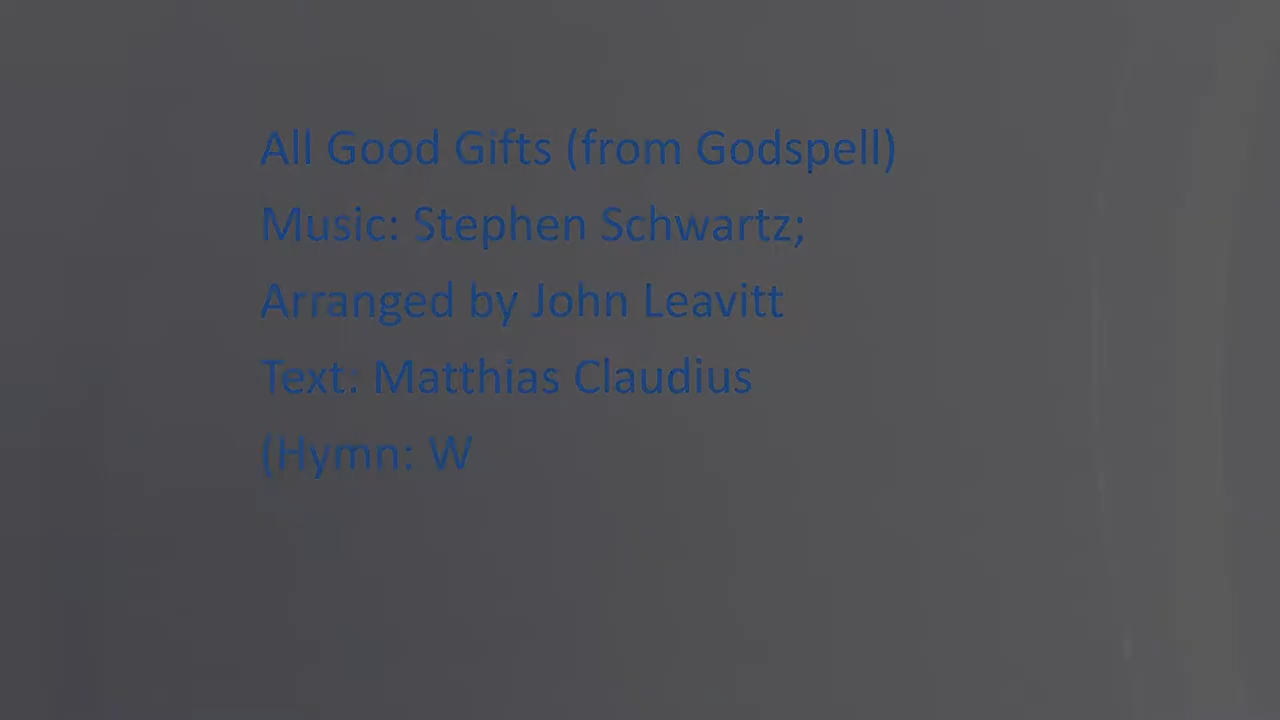 All Good Gifts (from Godspell)
Music: Stephen Schwartz;
Arranged by John Leavitt
Text: Matthias Claudius
(Hymn: W